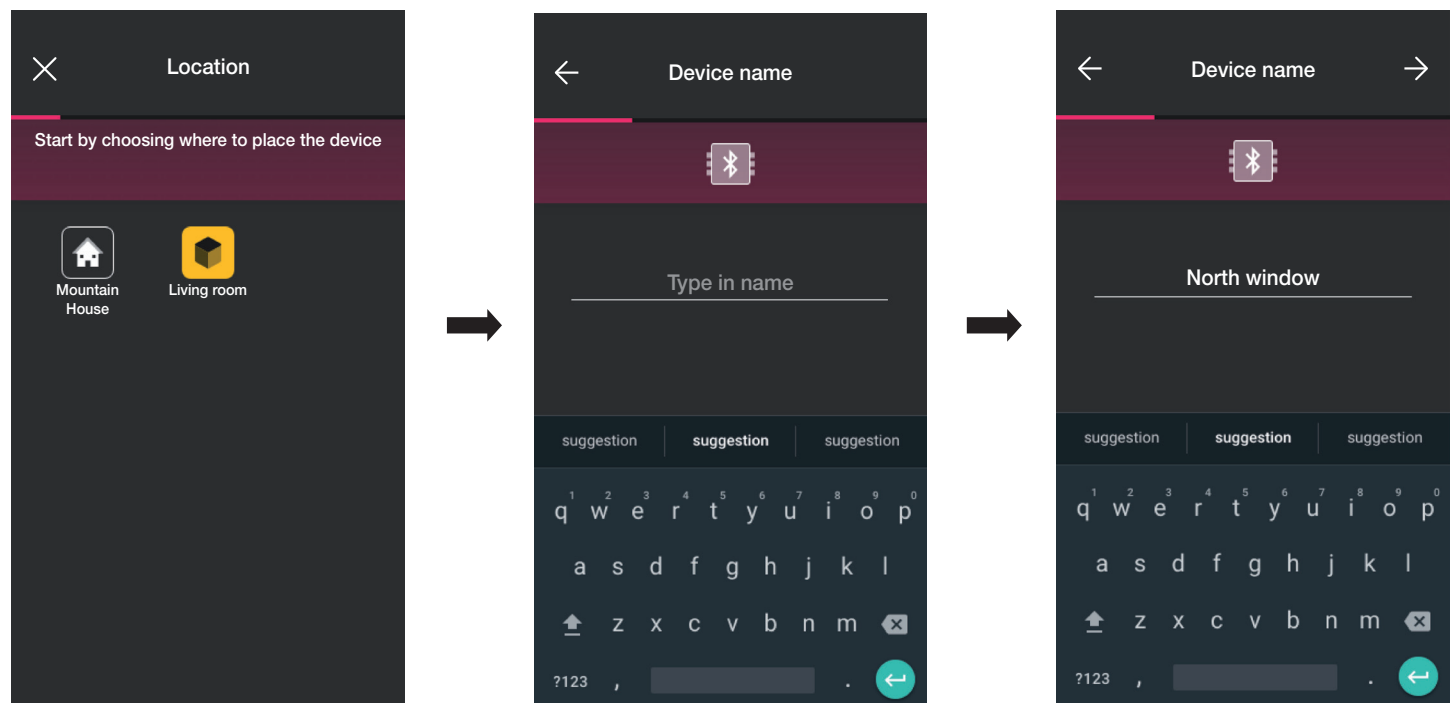 Location
Start by choosing where to place the device
Mountain
House
Living room
Device name
Type in name
suggestion suggestion suggestion
1 2 3 4 5 6 7 8 9 0
q w e r t y u i o p
a s d f g h j k l
z x c v b n m
?123 , .
Device name
North window
suggestion suggestion suggestion
1 2 3 4 5 6 7 8 9 0
q w e r t y u i o p
a s d f g h j k l
z x c v b n m
?123 , .